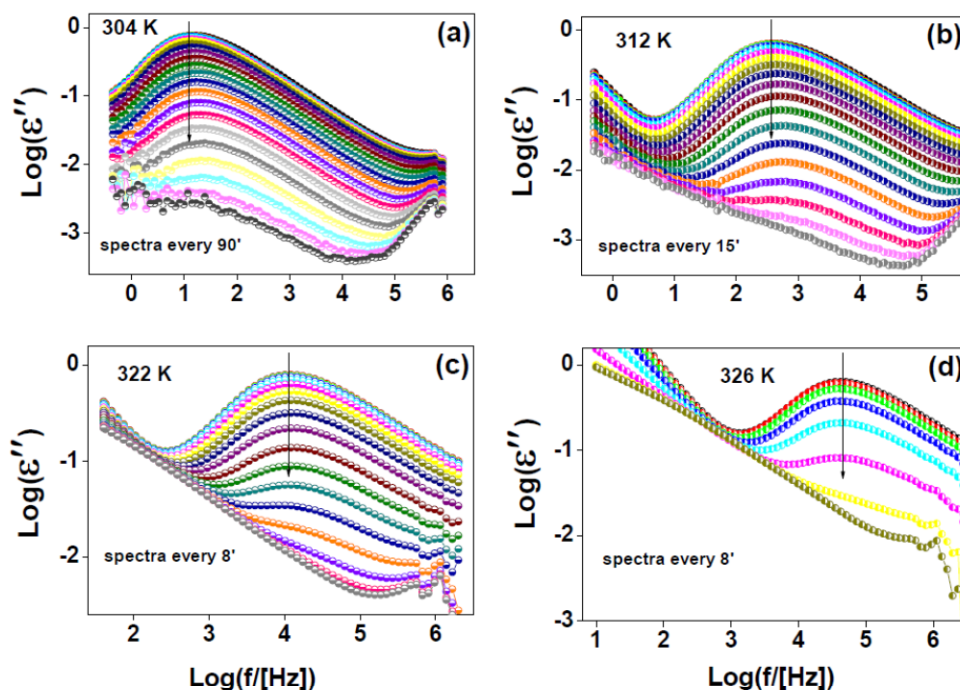 304 K (a)
0
-1
-2
-3
Log(ε'')
spectra every 90'
0 1 2 3 4 5 6
312 K (b)
0
-1
-2
-3
Log(ε'')
spectra every 15'
0 1 2 3 4 5
322 K (c)
0
-1
-2
Log(ε'')
spectra every 8'
2 3 4 5 6
Log(f/[Hz])
326 K (d)
0
-1
-2
-3
Log(ε'')
spectra every 8'
1 2 3 4 5 6
Log(f/[Hz])